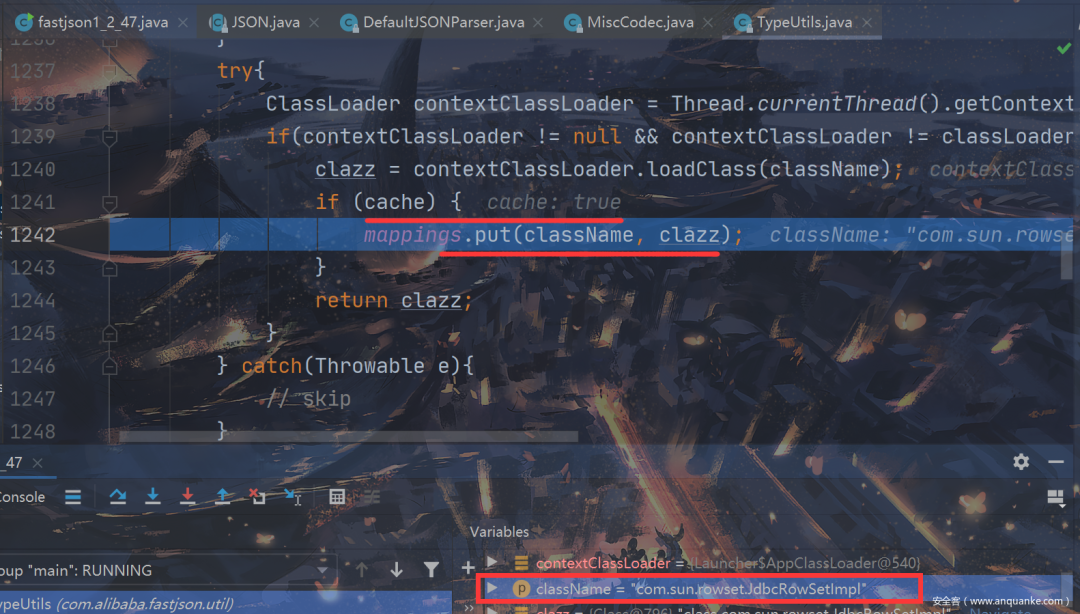 fastjson1_2_47.java × JSON.java × DefaultJSONParser.java × MiscCodec.java × TypeUtils.java ×
1236 }
1237 try{
1238 ClassLoader contextClassLoader = Thread.currentThread().getContext
1239 if(contextClassLoader != null && contextClassLoader != classLoader
1240 clazz = contextClassLoader.loadClass(className); contextClass
1241 if (cache) { cache: true
1242 mappings.put(className, clazz); className: "com.sun.rowse
1243 }
1244 return clazz;
1245 }
1246 } catch(Throwable e){
1247 // skip
1248 }
_47 ×
Console
Variables
oup "main": RUNNING
contextClassLoader = {Launcher$AppClassLoader@540}
className = "com.sun.rowset.JdbcRowSetImpl"
ypeUtils (com.alibaba.fastjson.util)
clazz = {Class@796} "class com.sun.rowset.JdbcRowSetImpl" Navigate
安全客 ( www.anquanke.com )